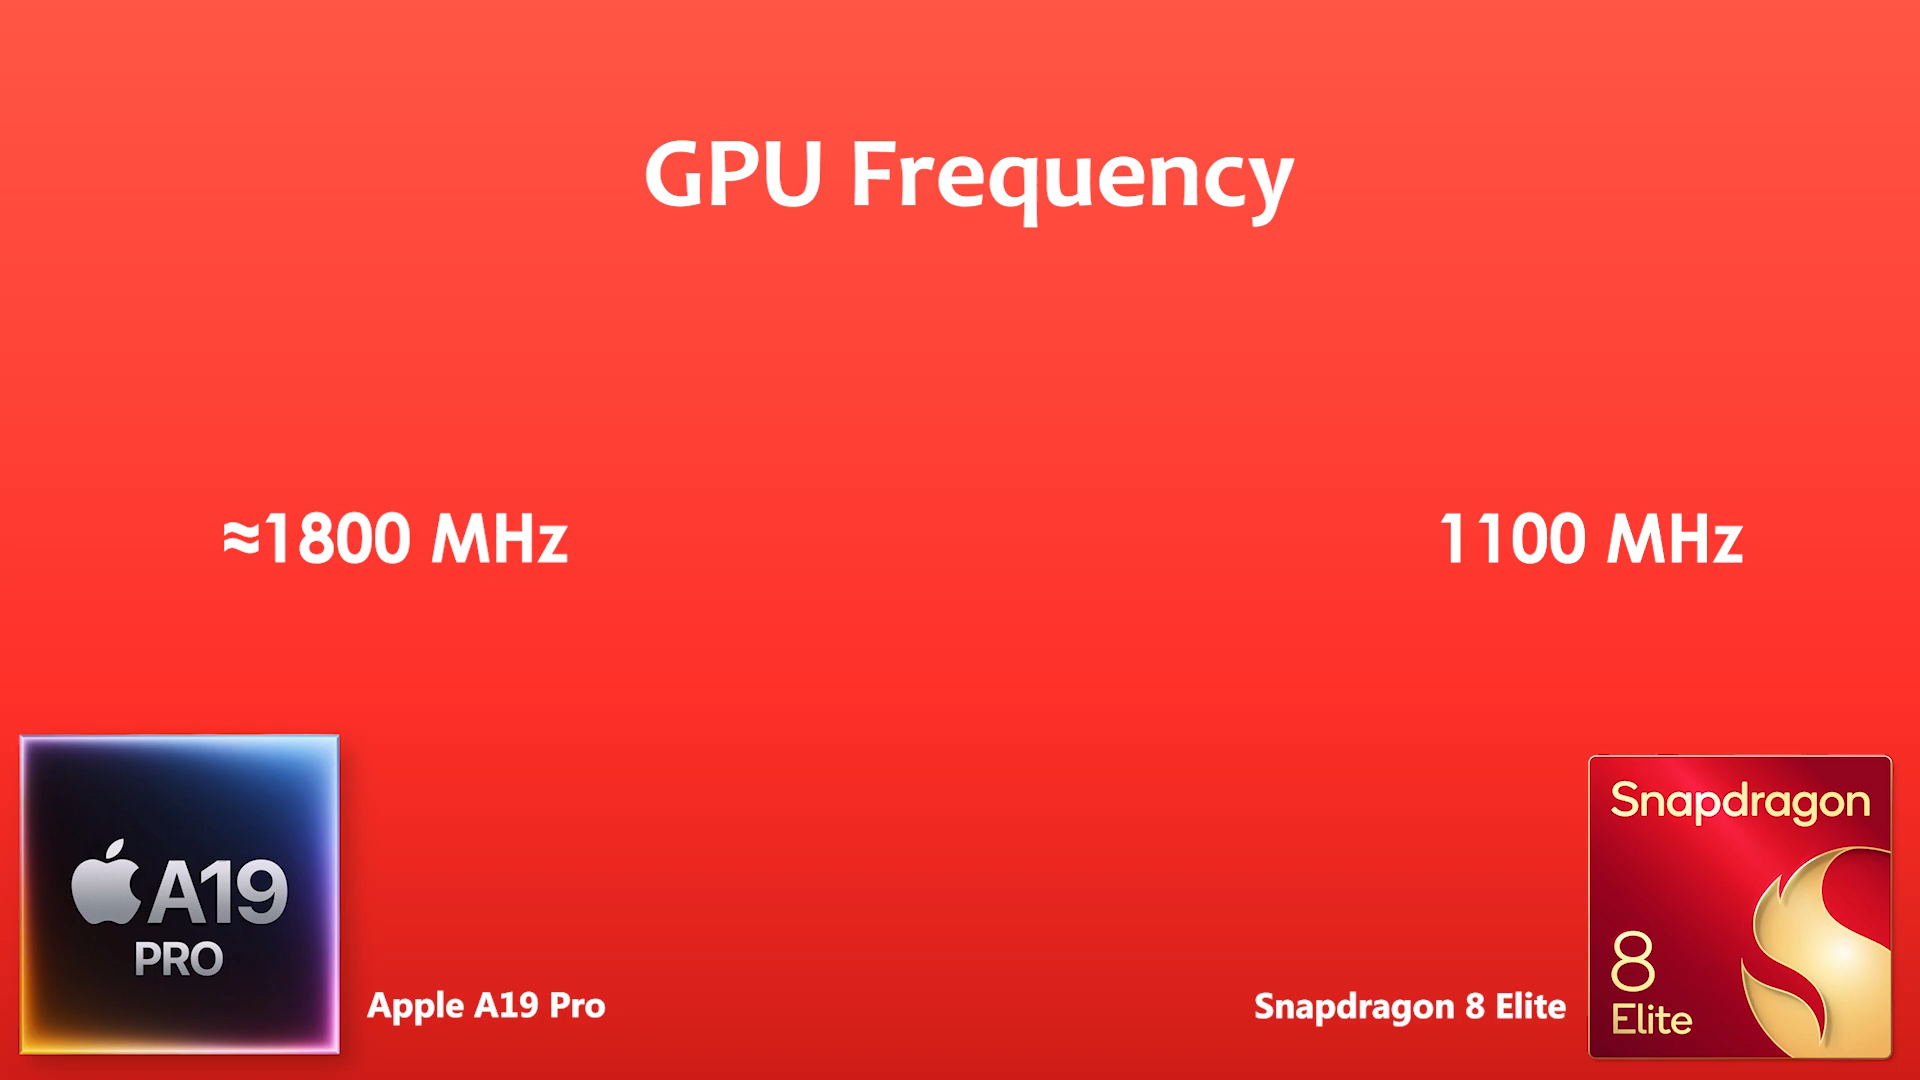 GPU Frequency
≈1800 MHz
1100 MHz
A19
PRO
Apple A19 Pro
Snapdragon 8 Elite
Snapdragon
8
Elite